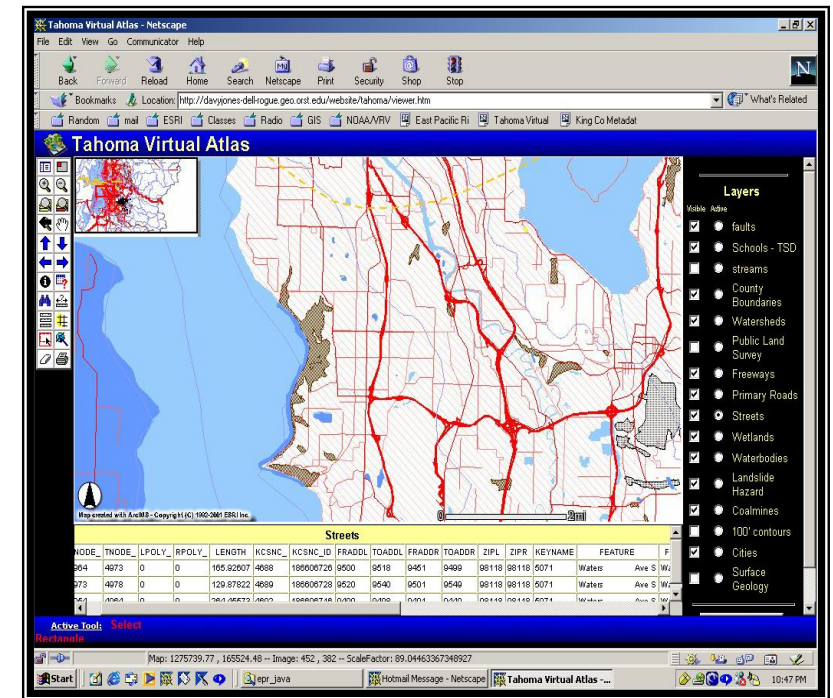 Tahoma Virtual Atlas - Netscape
File Edit View Go Communicator Help
Back Forward Reload Home Search Netscape Print Security Shop Stop
N
Bookmarks Location: http://davyjones-dell-rogue.geo.orst.edu/website/tahoma/viewer.htm What's Related
Random mail ESRI Classes Radio GIS NOAA/VRV East Pacific Ri Tahoma Virtual King Co Metadat
Tahoma Virtual Atlas
Layers
Visible Active
faults
Schools - TSD
streams
County
Boundaries
Watersheds
Public Land
Survey
Freeways
Primary Roads
Streets
Wetlands
Waterbodies
Landslide
Hazard
Coalmines
100' contours
Cities
Surface
Geology
N
Map created with ArcIMS - Copyright (C) 1992-2001 ESRI Inc.
0 2mi
Streets
NODE_ TNODE_ LPOLY_ RPOLY_ LENGTH KCSNC_ KCSNC_ID FRADDL TOADDL FRADDR TOADDR ZIPL ZIPR KEYNAME FEATURE F
964 4973 0 0 165.92607 4688 186606726 9500 9518 9451 9499 98118 98118 5071 Waters Ave S Wa
973 4978 0 0 129.87822 4689 186606728 9520 9540 9501 9549 98118 98118 5071 Waters Ave S Wa
Active Tool: Select
Rectangle
Map: 1275739.77 , 165524.48 -- Image: 452 , 382 -- ScaleFactor: 89.04463367348927
Start epr_java Hotmail Message - Netscape Tahoma Virtual Atlas -... 10:47 PM